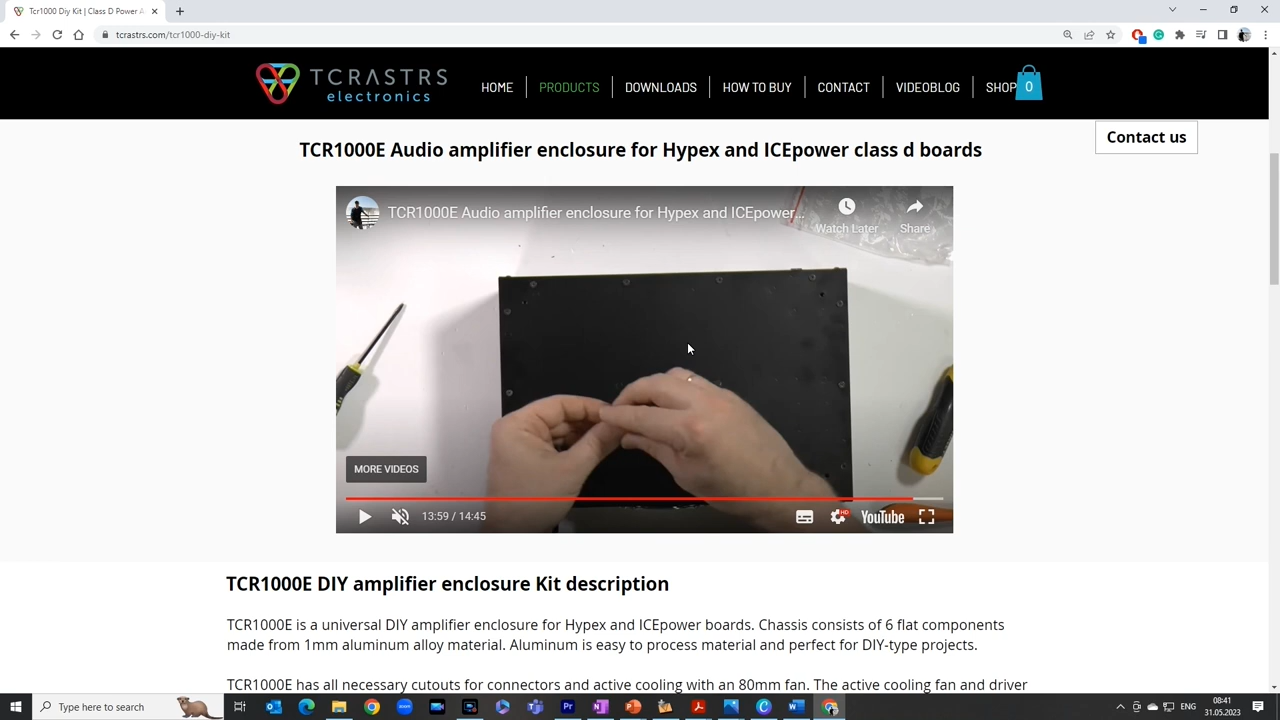 Tcr1000 Diy Kit | Class D Power A
tcrastrs.com/tcr1000-diy-kit
TCRASTRS
electronics
HOME
PRODUCTS
DOWNLOADS
HOW TO BUY
CONTACT
VIDEOBLOG
SHOP
0
Contact us
TCR1000E Audio amplifier enclosure for Hypex and ICEpower class d boards
TCR1000E Audio amplifier enclosure for Hypex and ICEpower...
Watch Later
Share
MORE VIDEOS
13:59 / 14:45
HD
YouTube
TCR1000E DIY amplifier enclosure Kit description
TCR1000E is a universal DIY amplifier enclosure for Hypex and ICEpower boards. Chassis consists of 6 flat components
made from 1mm aluminum alloy material. Aluminum is easy to process material and perfect for DIY-type projects.
TCR1000E has all necessary cutouts for connectors and active cooling with an 80mm fan. The active cooling fan and driver
Type here to search
zoom
ENG
08:41
31.05.2023